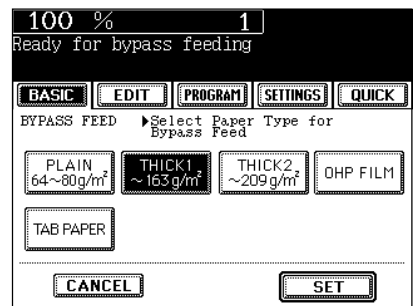 100 % 1
Ready for bypass feeding
BASIC EDIT PROGRAM SETTINGS QUICK
BYPASS FEED ▶Select Paper Type for
Bypass Feed
PLAIN THICK1 THICK2 OHP FILM
64~80g/m² ~163g/m² ~209g/m²
TAB PAPER
CANCEL SET